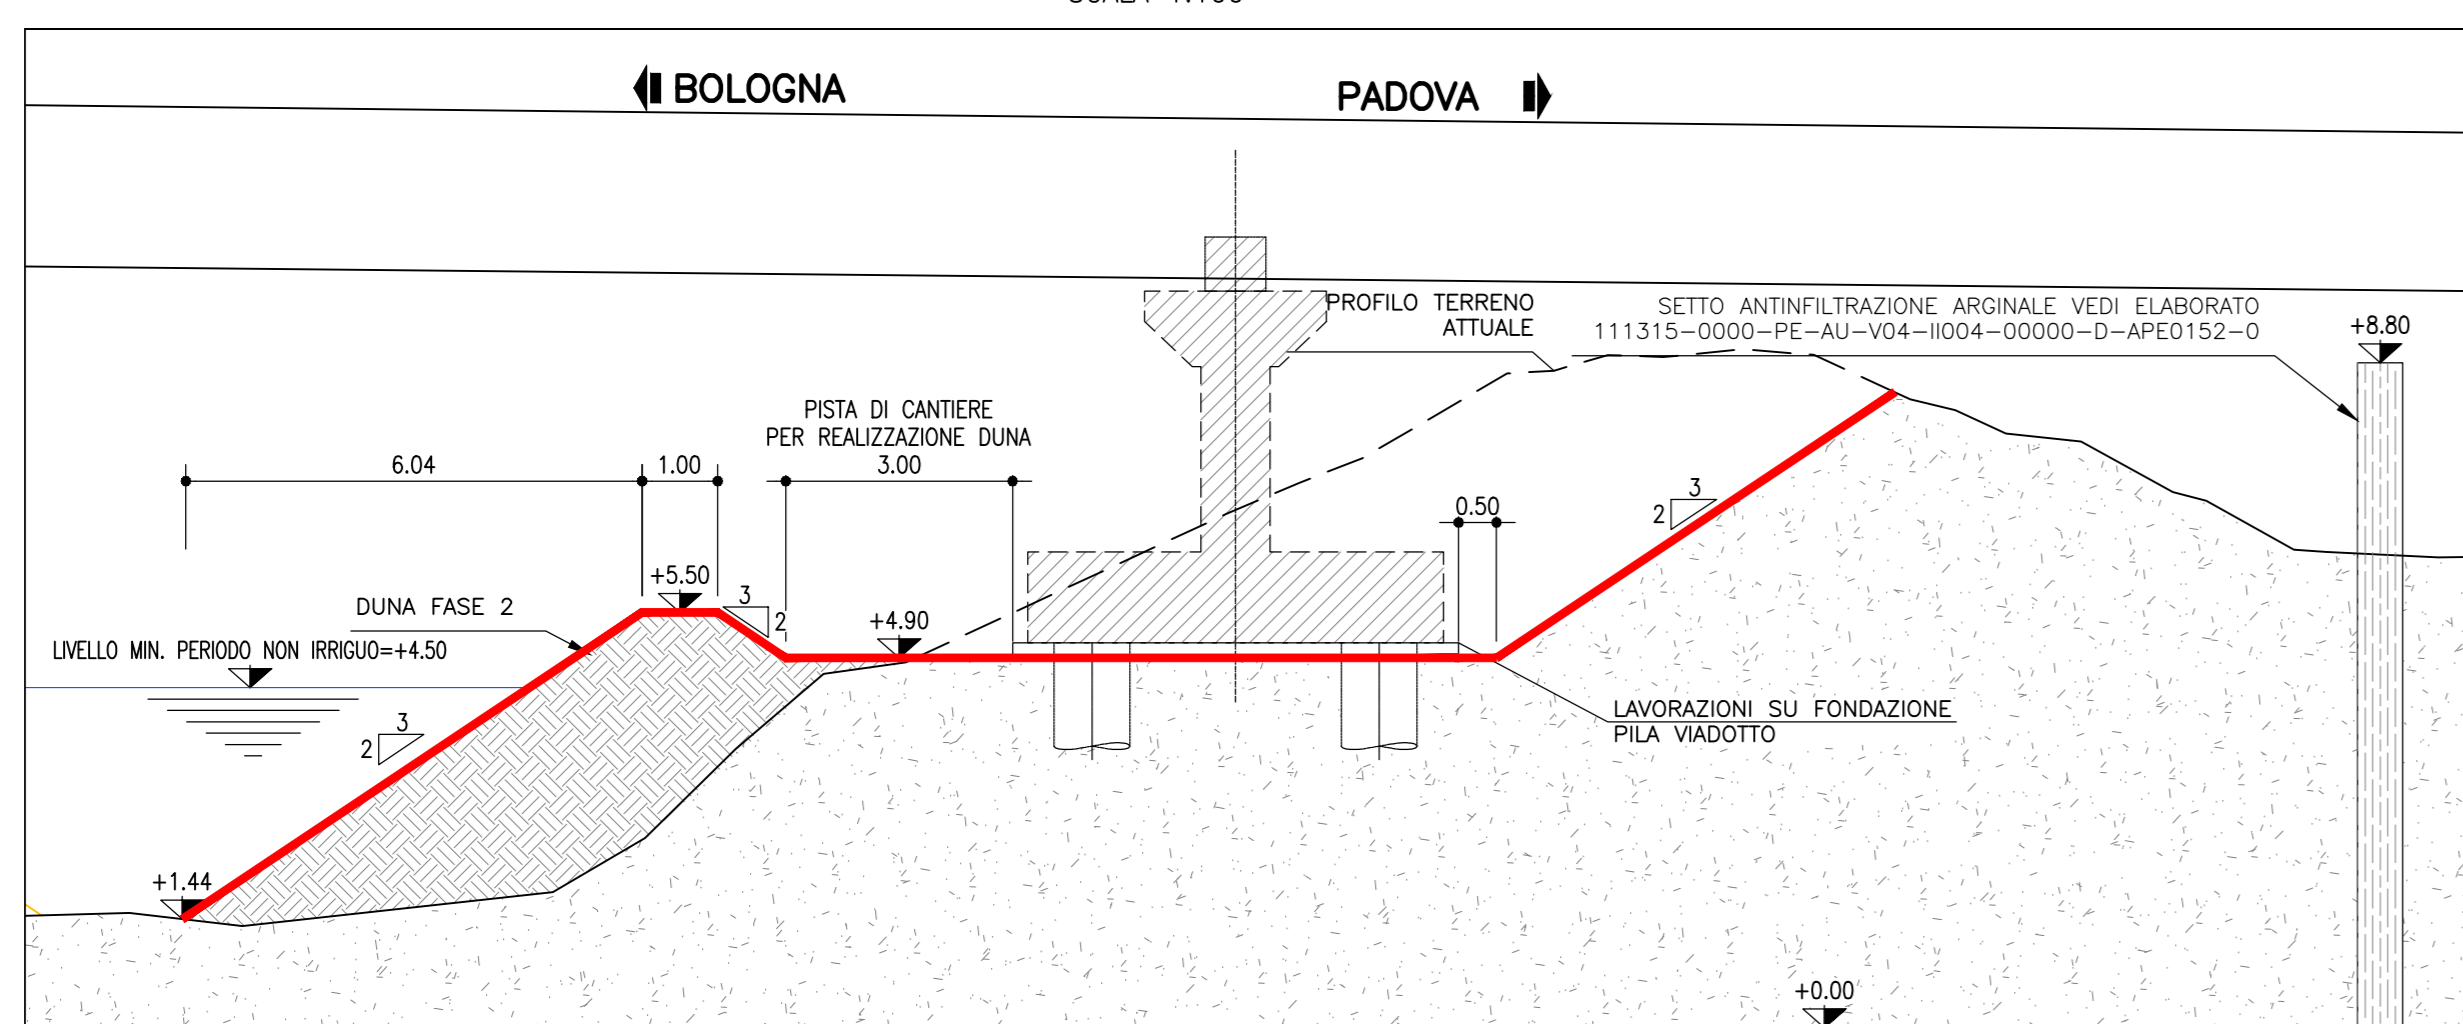 BOLOGNA
PADOVA
PROFILO TERRENO
ATTUALE
SETTO ANTINFILTRAZIONE ARGINALE VEDI ELABORATO
111315-0000-PE-AU-V04-II004-00000-D-APE0152-0
+8.80
PISTA DI CANTIERE
PER REALIZZAZIONE DUNA
6.04
1.00
3.00
3
2
0.50
+5.50
3
2
DUNA FASE 2
+4.90
LIVELLO MIN. PERIODO NON IRRIGUO=+4.50
3
2
LAVORAZIONI SU FONDAZIONE
PILA VIADOTTO
+1.44
+0.00